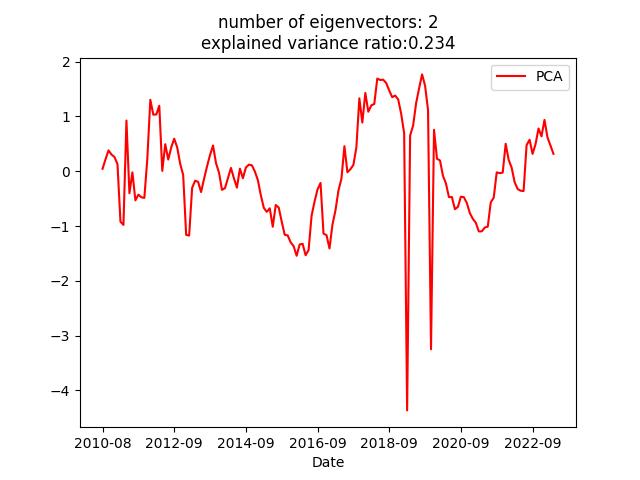 number of eigenvectors: 2
explained variance ratio:0.234
PCA
2
1
0
−1
−2
−3
−4
2010-08 2012-09 2014-09 2016-09 2018-09 2020-09 2022-09
Date